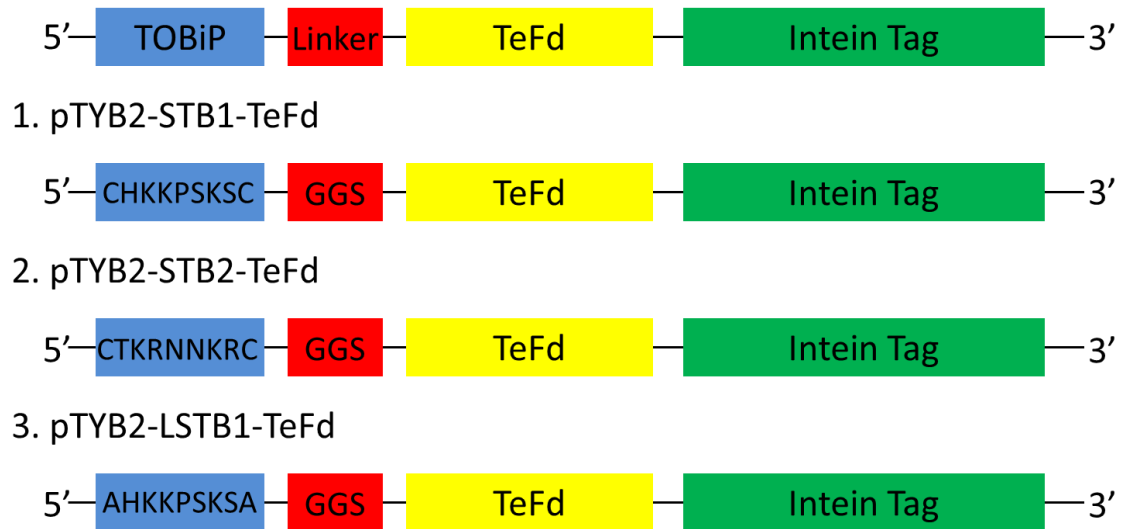 5’ TOBiP Linker TeFd Intein Tag 3’
1. pTYB2-STB1-TeFd
5’ CHKKPSKSC GGS TeFd Intein Tag 3’
2. pTYB2-STB2-TeFd
5’ CTKRNNKRC GGS TeFd Intein Tag 3’
3. pTYB2-LSTB1-TeFd
5’ AHKKPSKSA GGS TeFd Intein Tag 3’